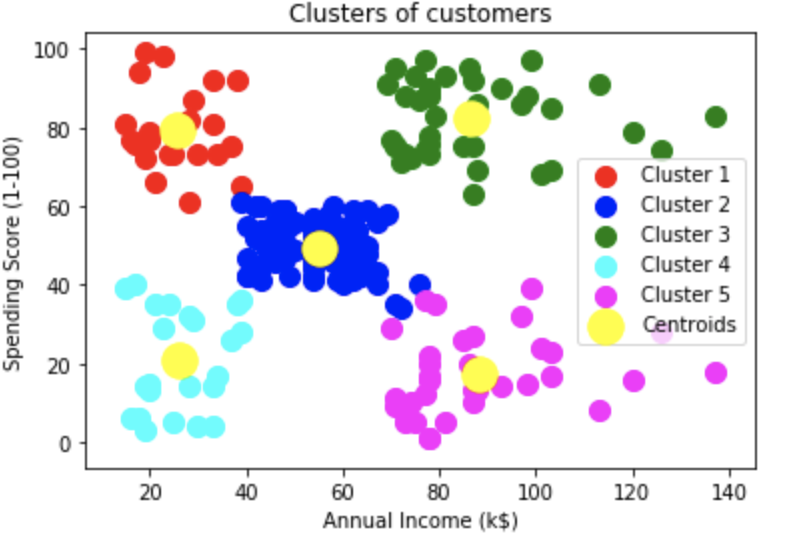 Clusters of customers
100
80
60
40
20
0
Spending Score (1-100)
Cluster 1
Cluster 2
Cluster 3
Cluster 4
Cluster 5
Centroids
20 40 60 80 100 120 140
Annual Income (k$)